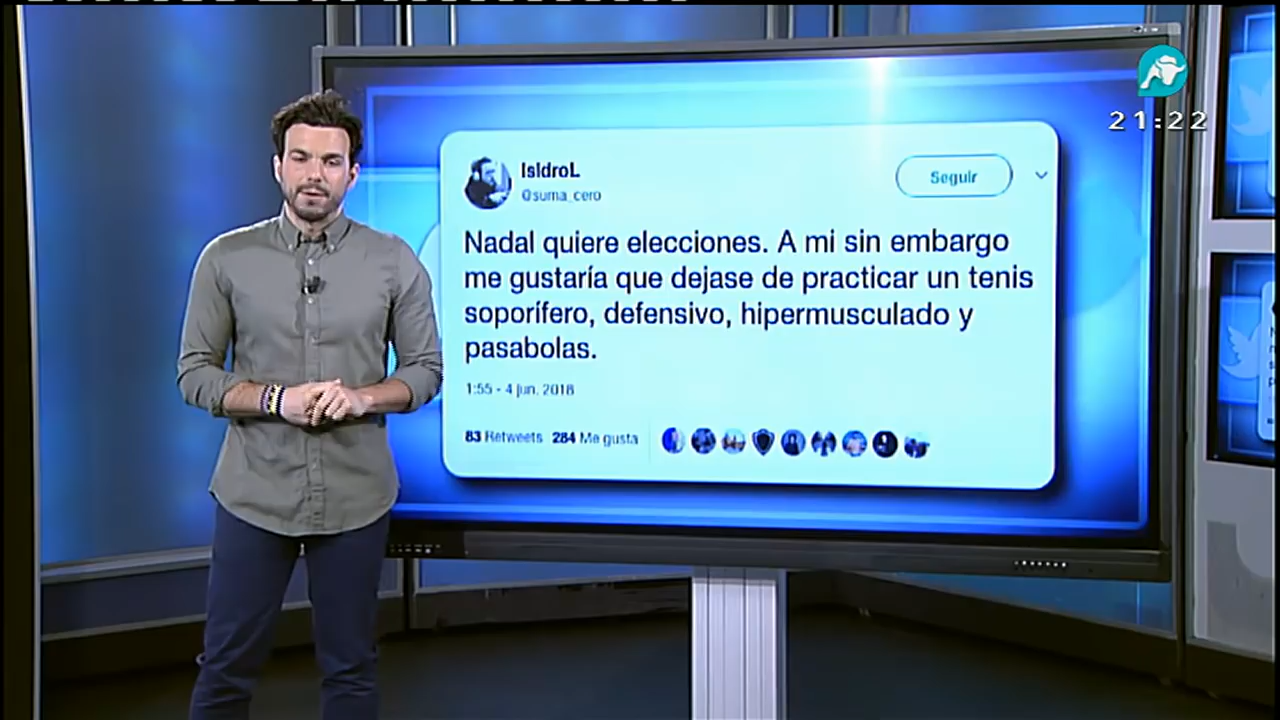 21:22
IsIdroL
@suma_cero
Seguir
Nadal quiere elecciones. A mi sin embargo
me gustaría que dejase de practicar un tenis
soporífero, defensivo, hipermusculado y
pasabolas.
1:55 - 4 jun. 2018
83 Retweets 284 Me gusta